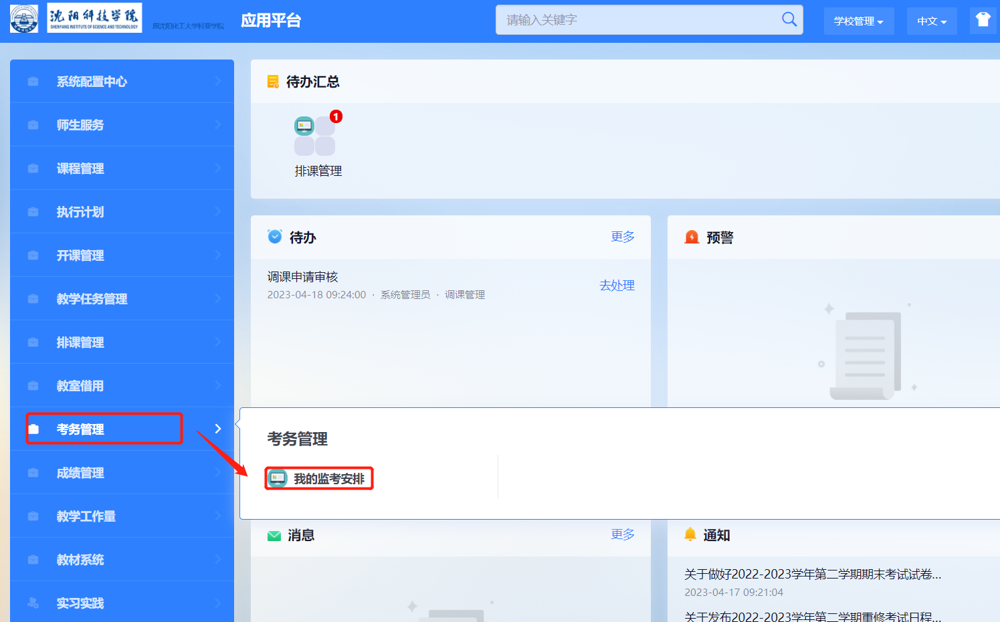 沈阳科技学院
SHENYANG INSTITUTE OF SCIENCE AND TECHNOLOGY
原沈阳化工大学科亚学院
应用平台
请输入关键字
学校管理
中文
系统配置中心
师生服务
课程管理
执行计划
开课管理
教学任务管理
排课管理
教室借用
考务管理
成绩管理
教学工作量
教材系统
实习实践
待办汇总
1
排课管理
待办
更多
调课申请审核
2023-04-18 09:24:00 · 系统管理员 · 调课管理
去处理
预警
考务管理
我的监考安排
消息
更多
通知
关于做好2022-2023学年第二学期期末考试试卷...
2023-04-17 09:21:04
关于发布2022-2023学年第二学期重修考试日程...